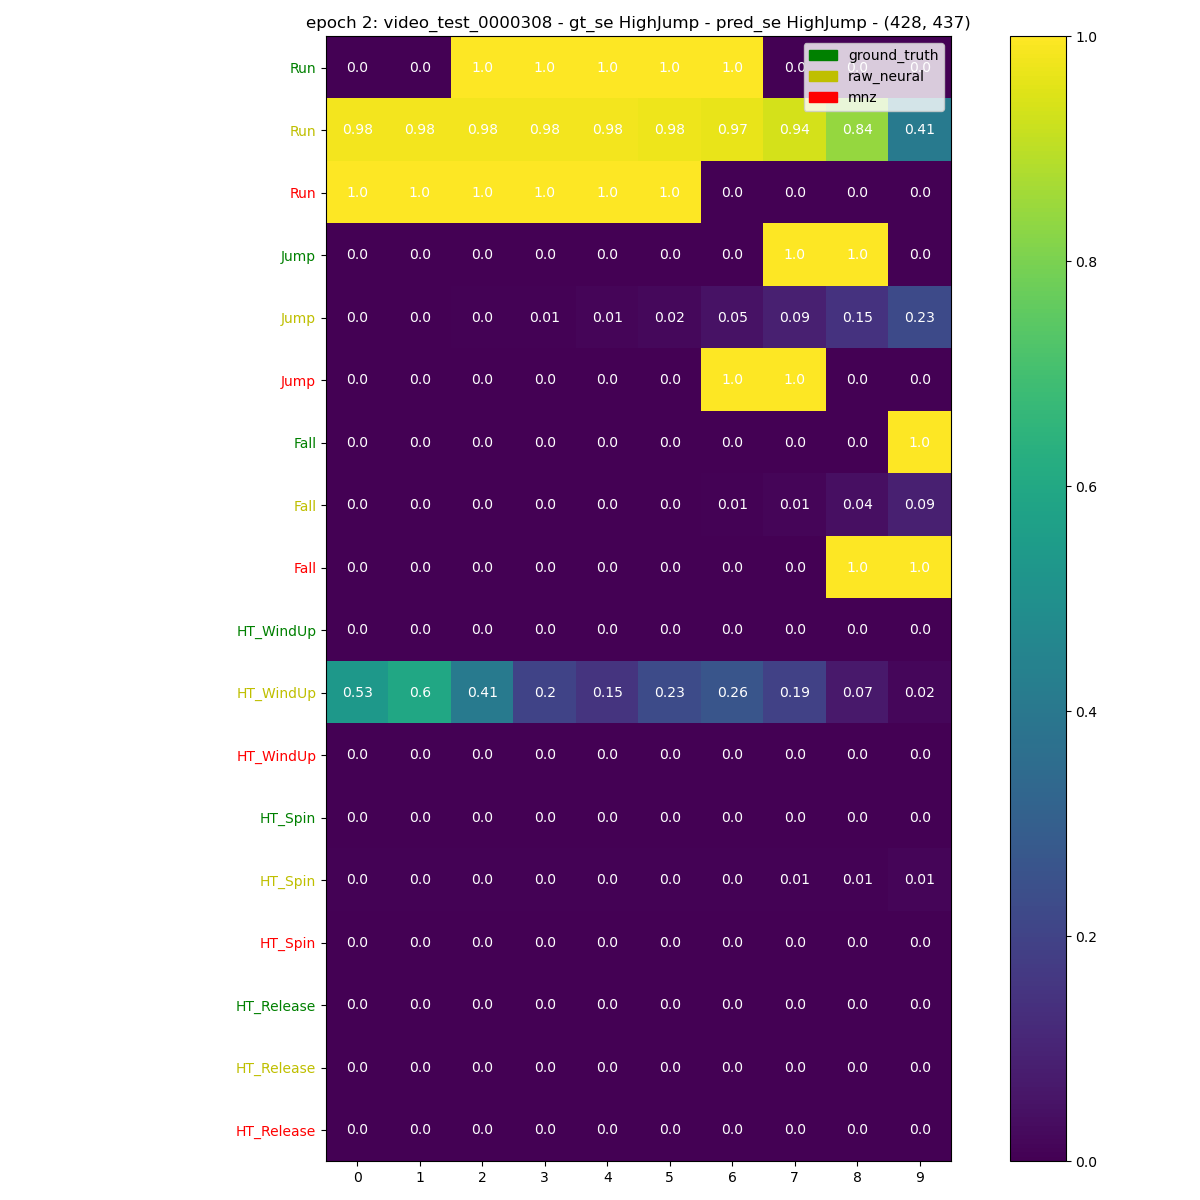 epoch 2: video_test_0000308 - gt_se HighJump - pred_se HighJump - (428, 437)
ground_truth
raw_neural
mnz
Run 0.0 0.0 1.0 1.0 1.0 1.0 1.0 0.0
Run 0.98 0.98 0.98 0.98 0.98 0.98 0.97 0.94 0.84 0.41
Run 1.0 1.0 1.0 1.0 1.0 1.0 0.0 0.0 0.0 0.0
Jump 0.0 0.0 0.0 0.0 0.0 0.0 0.0 1.0 1.0 0.0
Jump 0.0 0.0 0.0 0.01 0.01 0.02 0.05 0.09 0.15 0.23
Jump 0.0 0.0 0.0 0.0 0.0 0.0 1.0 1.0 0.0 0.0
Fall 0.0 0.0 0.0 0.0 0.0 0.0 0.0 0.0 0.0 1.0
Fall 0.0 0.0 0.0 0.0 0.0 0.0 0.01 0.01 0.04 0.09
Fall 0.0 0.0 0.0 0.0 0.0 0.0 0.0 0.0 1.0 1.0
HT_WindUp 0.0 0.0 0.0 0.0 0.0 0.0 0.0 0.0 0.0 0.0
HT_WindUp 0.53 0.6 0.41 0.2 0.15 0.23 0.26 0.19 0.07 0.02
HT_WindUp 0.0 0.0 0.0 0.0 0.0 0.0 0.0 0.0 0.0 0.0
HT_Spin 0.0 0.0 0.0 0.0 0.0 0.0 0.0 0.0 0.0 0.0
HT_Spin 0.0 0.0 0.0 0.0 0.0 0.0 0.0 0.01 0.01 0.01
HT_Spin 0.0 0.0 0.0 0.0 0.0 0.0 0.0 0.0 0.0 0.0
HT_Release 0.0 0.0 0.0 0.0 0.0 0.0 0.0 0.0 0.0 0.0
HT_Release 0.0 0.0 0.0 0.0 0.0 0.0 0.0 0.0 0.0 0.0
HT_Release 0.0 0.0 0.0 0.0 0.0 0.0 0.0 0.0 0.0 0.0
0 1 2 3 4 5 6 7 8 9
1.0
0.8
0.6
0.4
0.2
0.0